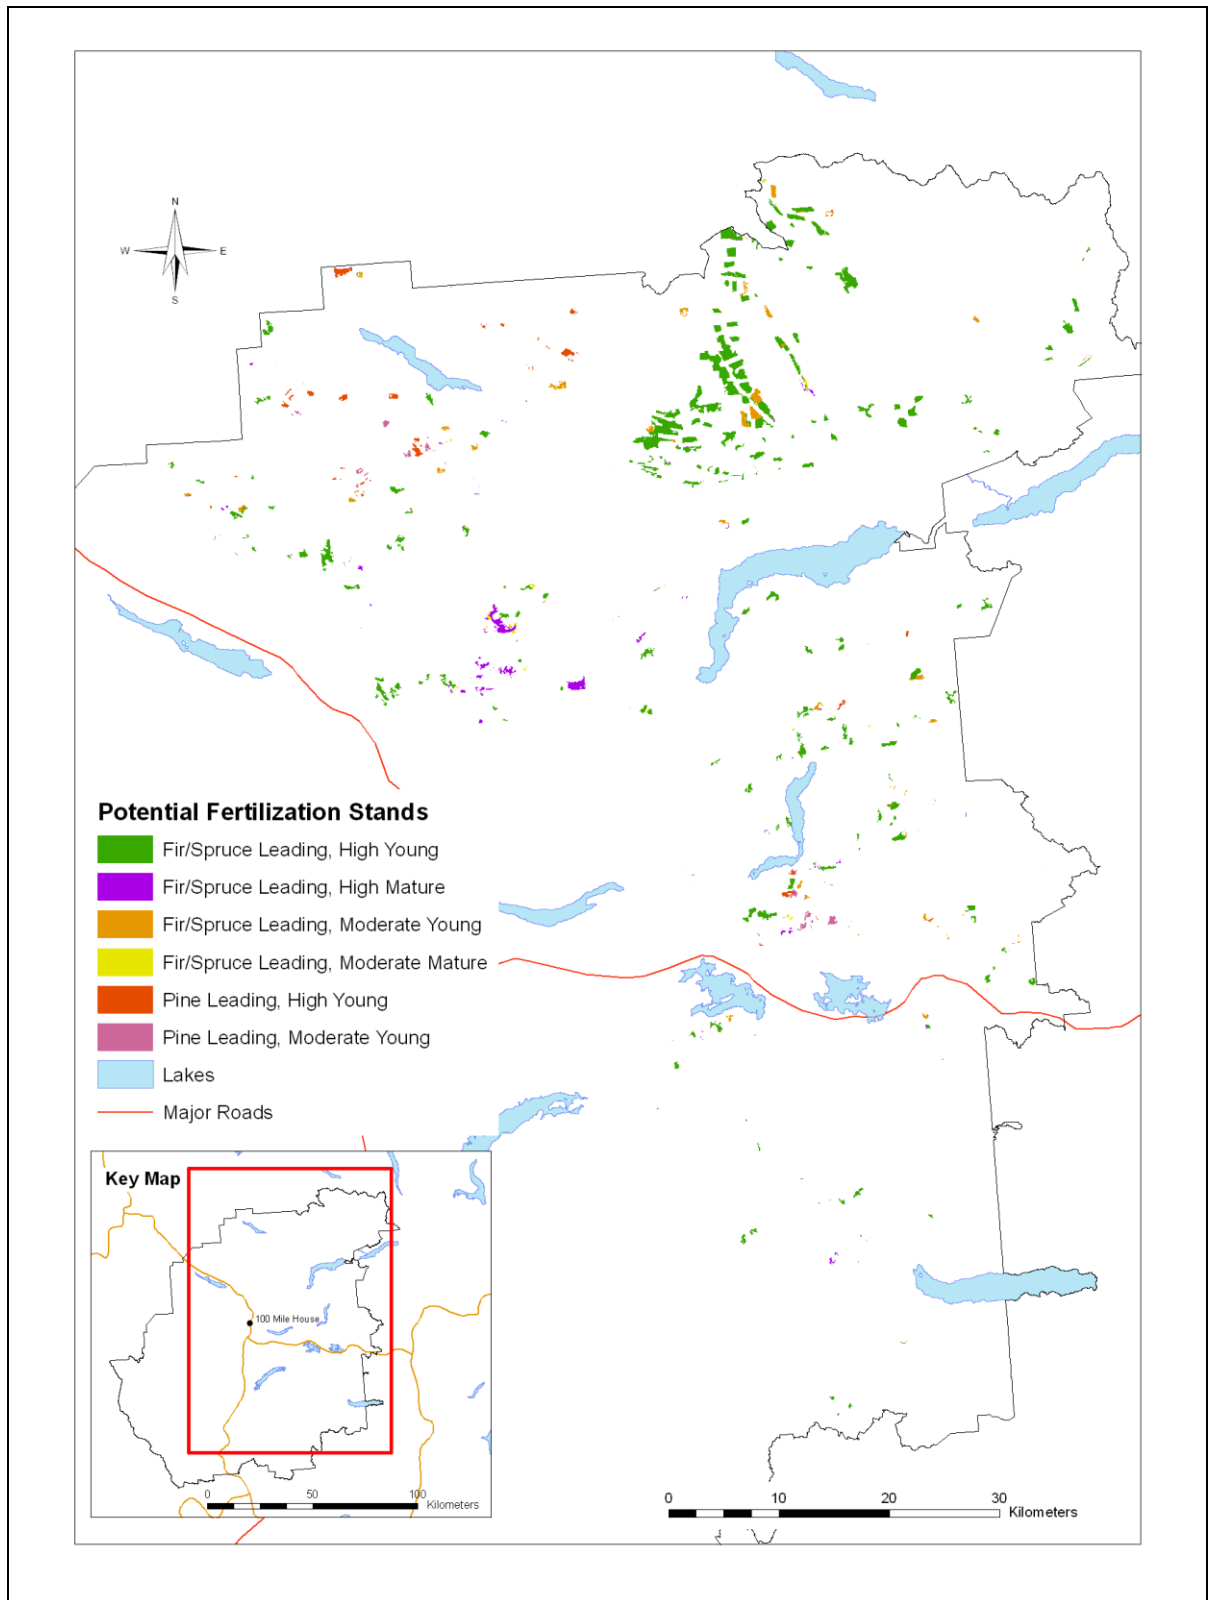 N
W E
S
Potential Fertilization Stands
Fir/Spruce Leading, High Young
Fir/Spruce Leading, High Mature
Fir/Spruce Leading, Moderate Young
Fir/Spruce Leading, Moderate Mature
Pine Leading, High Young
Pine Leading, Moderate Young
Lakes
Major Roads
Key Map
100 Mile House
0 50 100
Kilometers
0 10 20 30
Kilometers